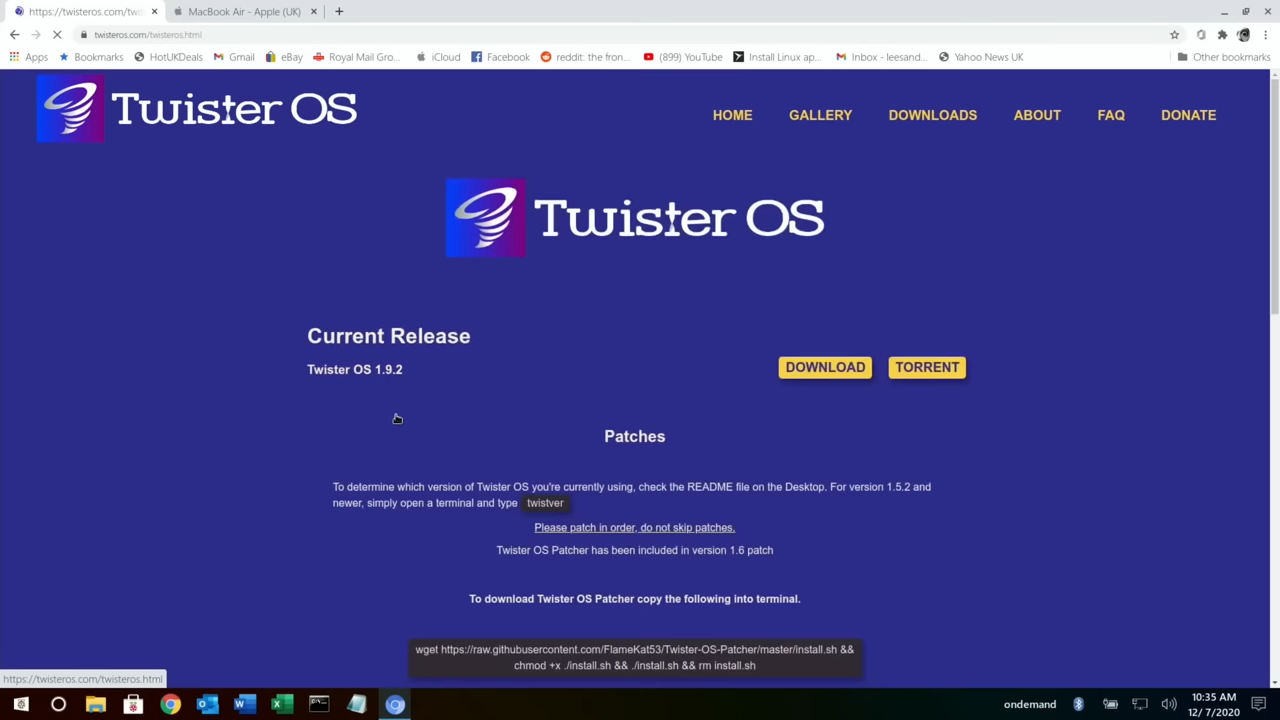 https://twisteros.com/twi
MacBook Air - Apple (UK)
twisteros.com/twisteros.html
Apps
Bookmarks
HotUKDeals
Gmail
eBay
Royal Mail Gro...
iCloud
Facebook
reddit: the fron...
(899) YouTube
Install Linux ap...
Inbox - leesand...
Yahoo News UK
Other bookmarks
Twister OS
HOME
GALLERY
DOWNLOADS
ABOUT
FAQ
DONATE
Twister OS
Current Release
Twister OS 1.9.2
DOWNLOAD
TORRENT
Patches
To determine which version of Twister OS you're currently using, check the README file on the Desktop. For version 1.5.2 and
newer, simply open a terminal and type twistver
Please patch in order, do not skip patches.
Twister OS Patcher has been included in version 1.6 patch
To download Twister OS Patcher copy the following into terminal.
wget https://raw.githubusercontent.com/FlameKat53/Twister-OS-Patcher/master/install.sh &&
chmod +x ./install.sh && ./install.sh && rm install.sh
https://twisteros.com/twisteros.html
ondemand
10:35 AM
12/ 7/2020